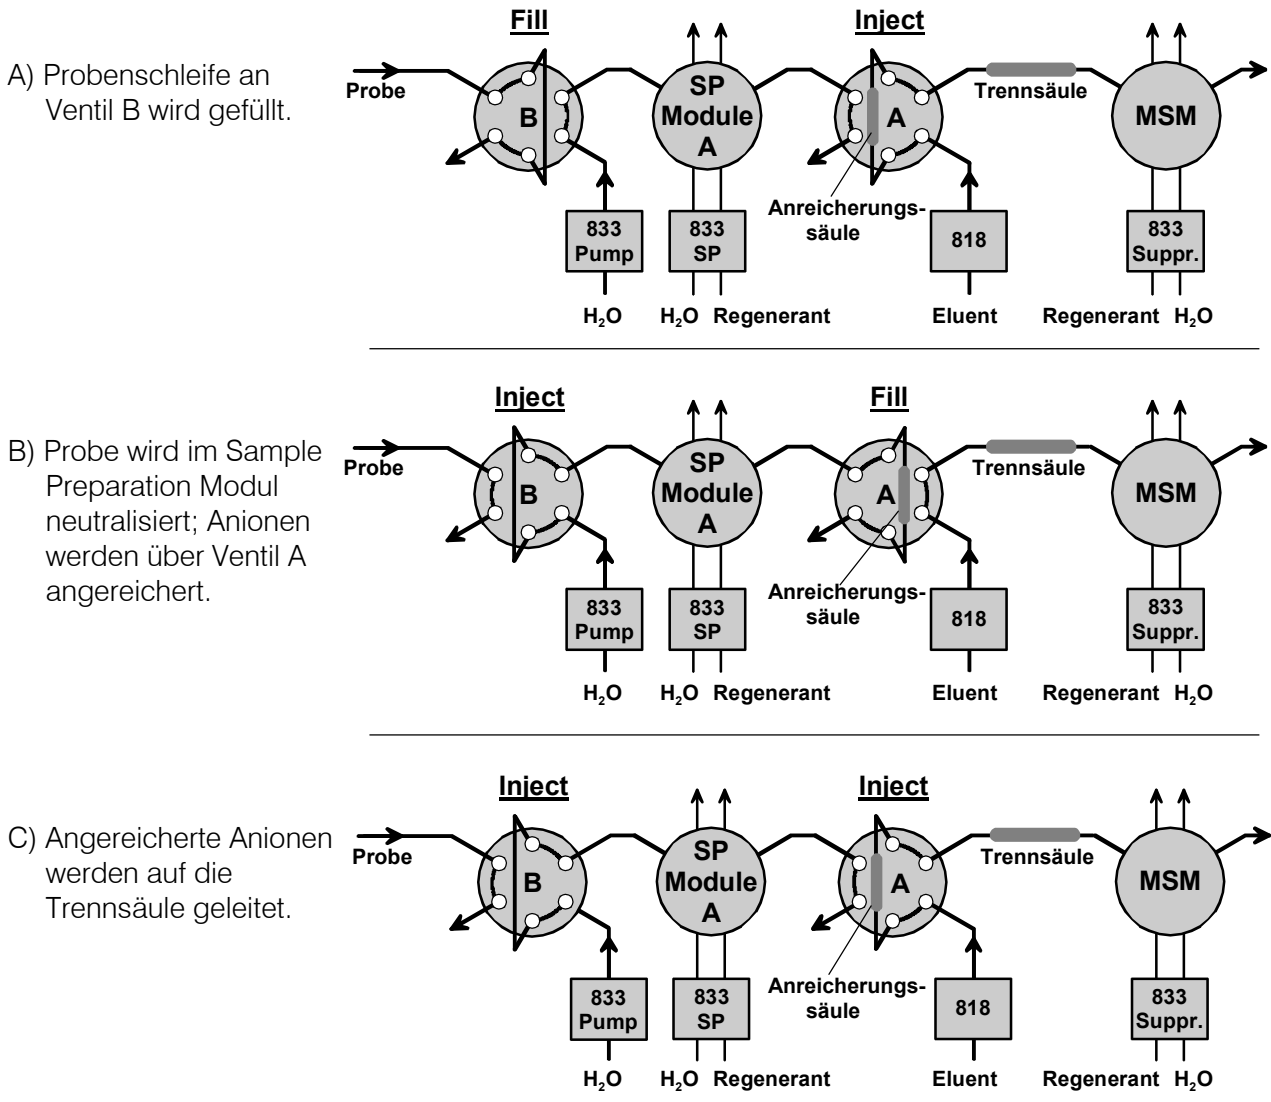 Fill Inject
A) Probenschleife an
Ventil B wird gefüllt.
Probe B SP Module A A Trennsäule MSM
Anreicherungs-
säule
833 Pump 833 SP 818 833 Suppr.
H₂O H₂O Regenerant Eluent Regenerant H₂O
Inject Fill
B) Probe wird im Sample
Preparation Modul
neutralisiert; Anionen
werden über Ventil A
angereichert.
Probe B SP Module A A Trennsäule MSM
Anreicherungs-
säule
833 Pump 833 SP 818 833 Suppr.
H₂O H₂O Regenerant Eluent Regenerant H₂O
Inject Inject
C) Angereicherte Anionen
werden auf die
Trennsäule geleitet.
Probe B SP Module A A Trennsäule MSM
Anreicherungs-
säule
833 Pump 833 SP 818 833 Suppr.
H₂O H₂O Regenerant Eluent Regenerant H₂O